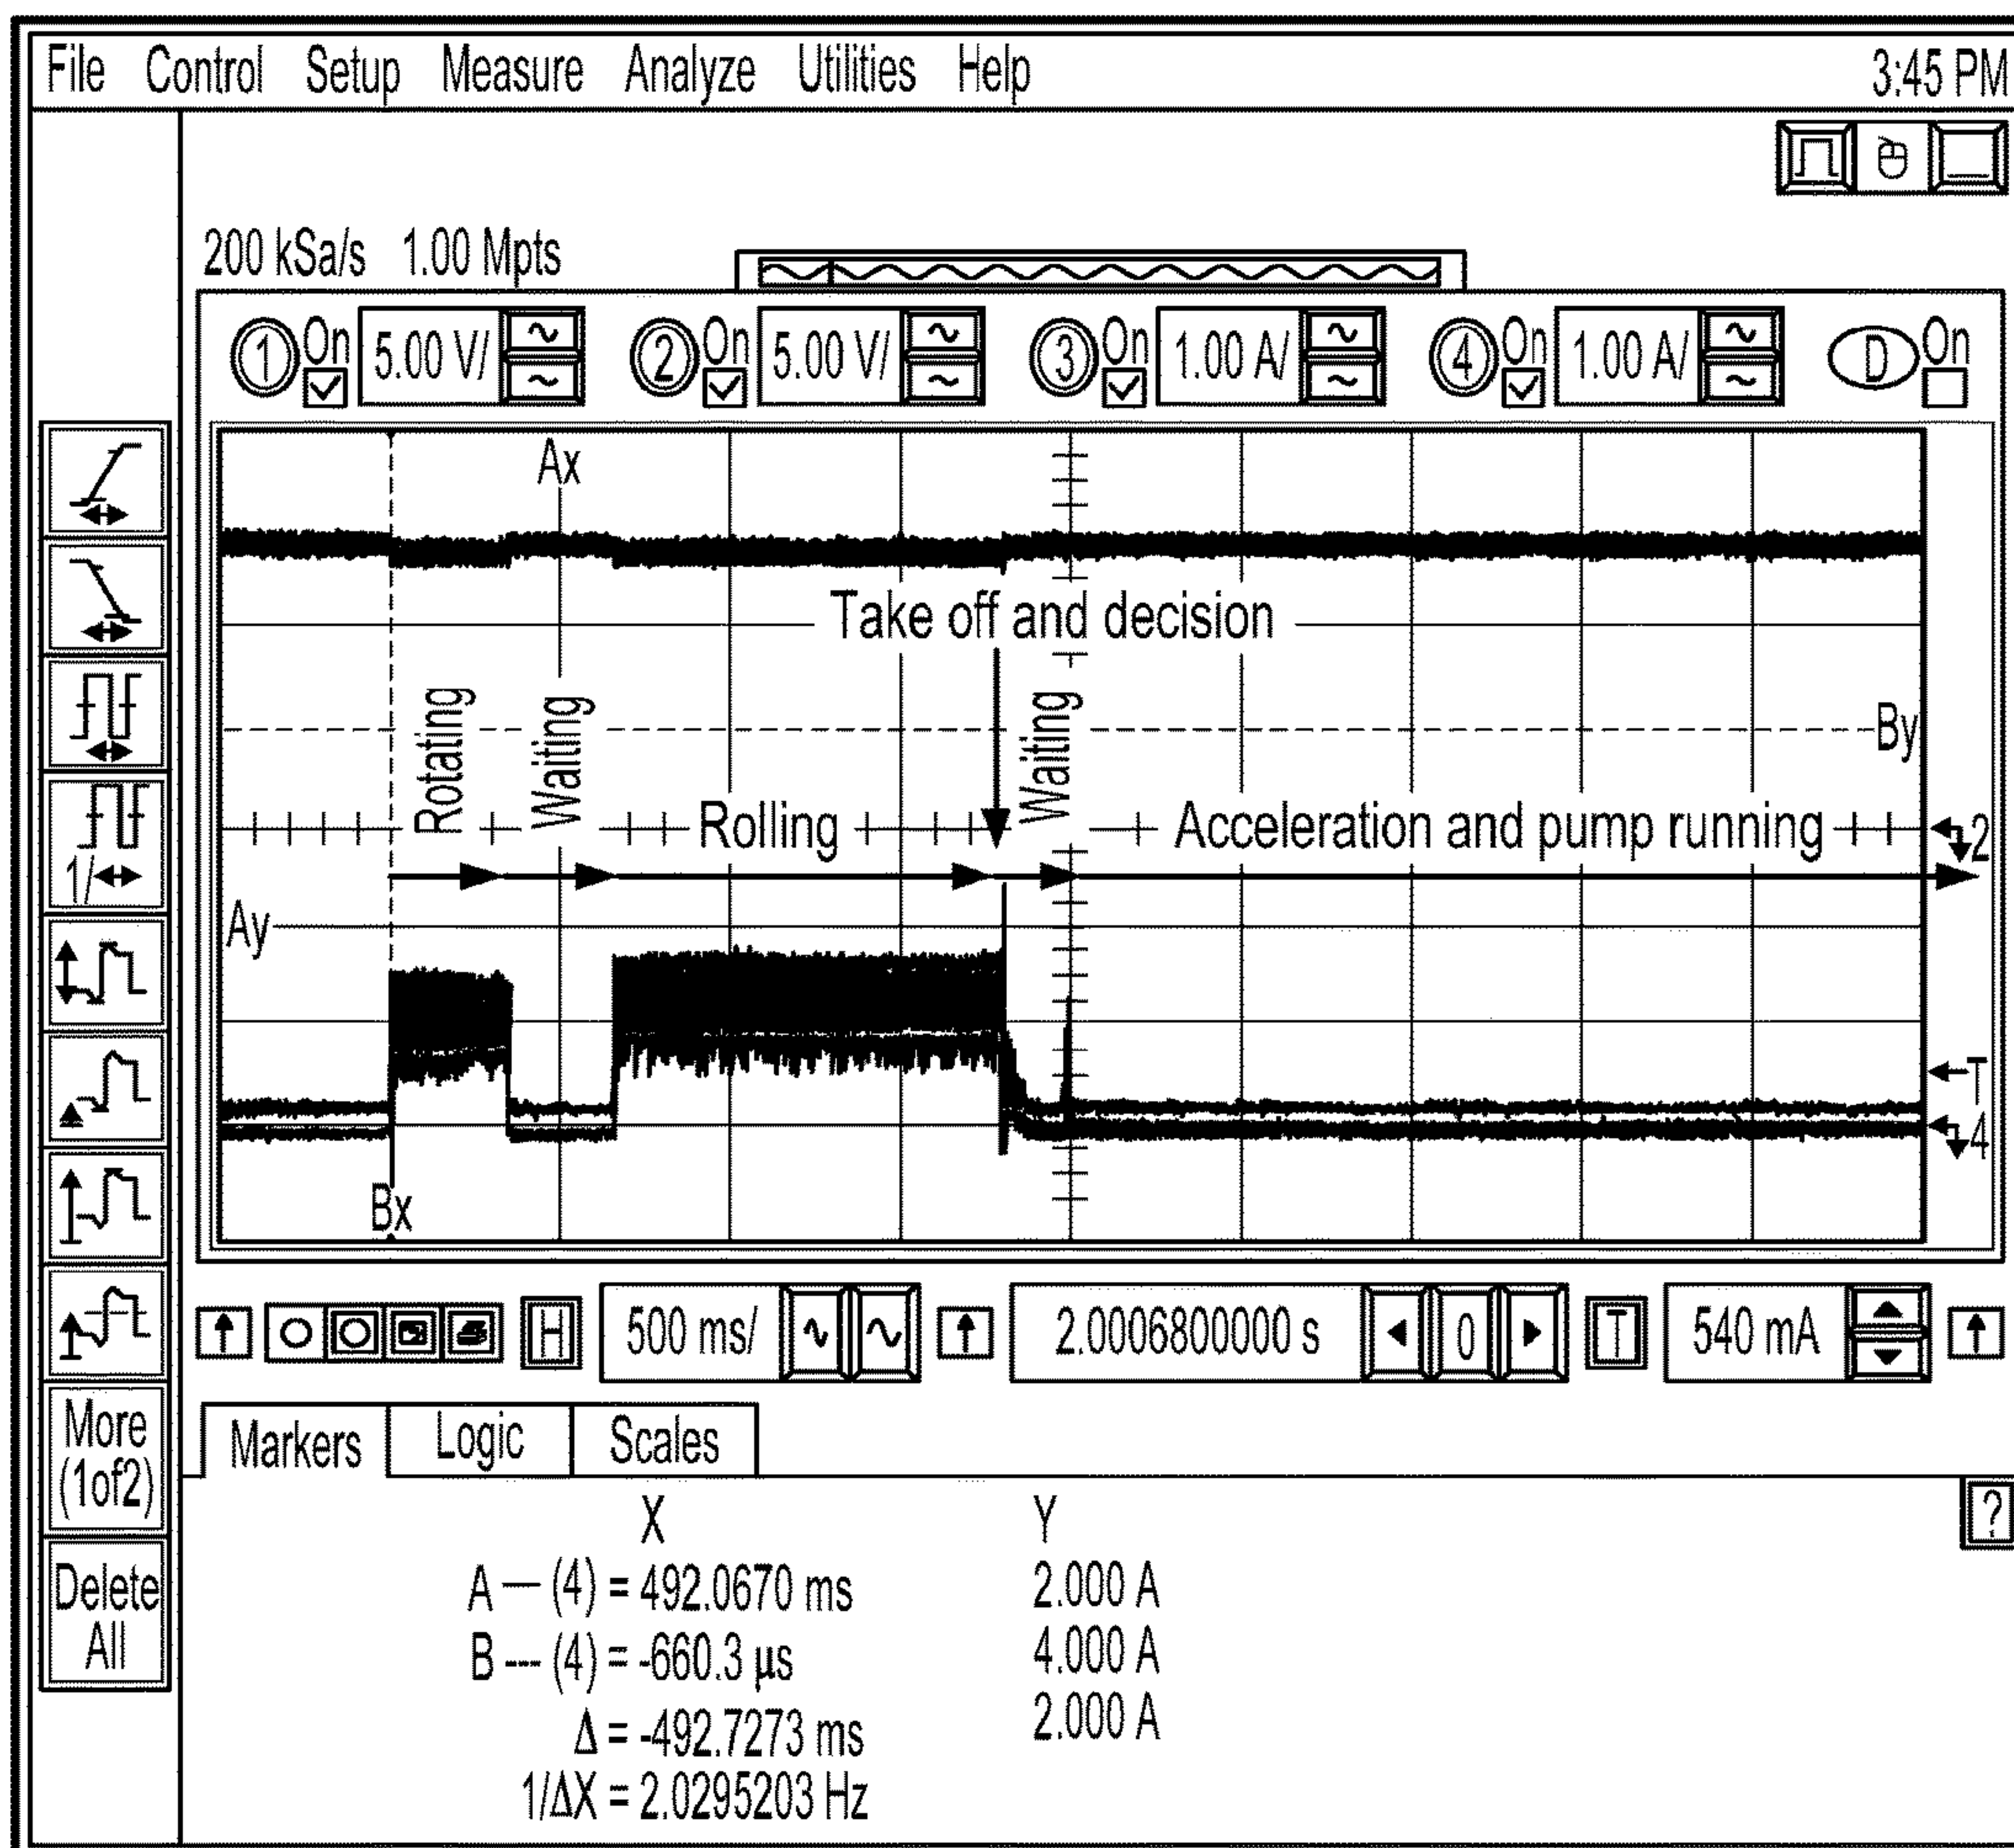 File Control Setup Measure Analyze Utilities Help 3:45 PM
200 kSa/s 1.00 Mpts
1 On 5.00 V/ 2 On 5.00 V/ 3 On 1.00 A/ 4 On 1.00 A/ D On
Ax
Take off and decision
Rotating
Waiting
Waiting
By
Rolling
Acceleration and pump running
2
1/
Ay
T
4
Bx
H 500 ms/ 2.0006800000 s 0 T 540 mA
More
(1of2)
Delete
All
Markers Logic Scales
?
X Y
A — (4) = 492.0670 ms 2.000 A
B --- (4) = -660.3 µs 4.000 A
Δ = -492.7273 ms 2.000 A
1/ΔX = 2.0295203 Hz